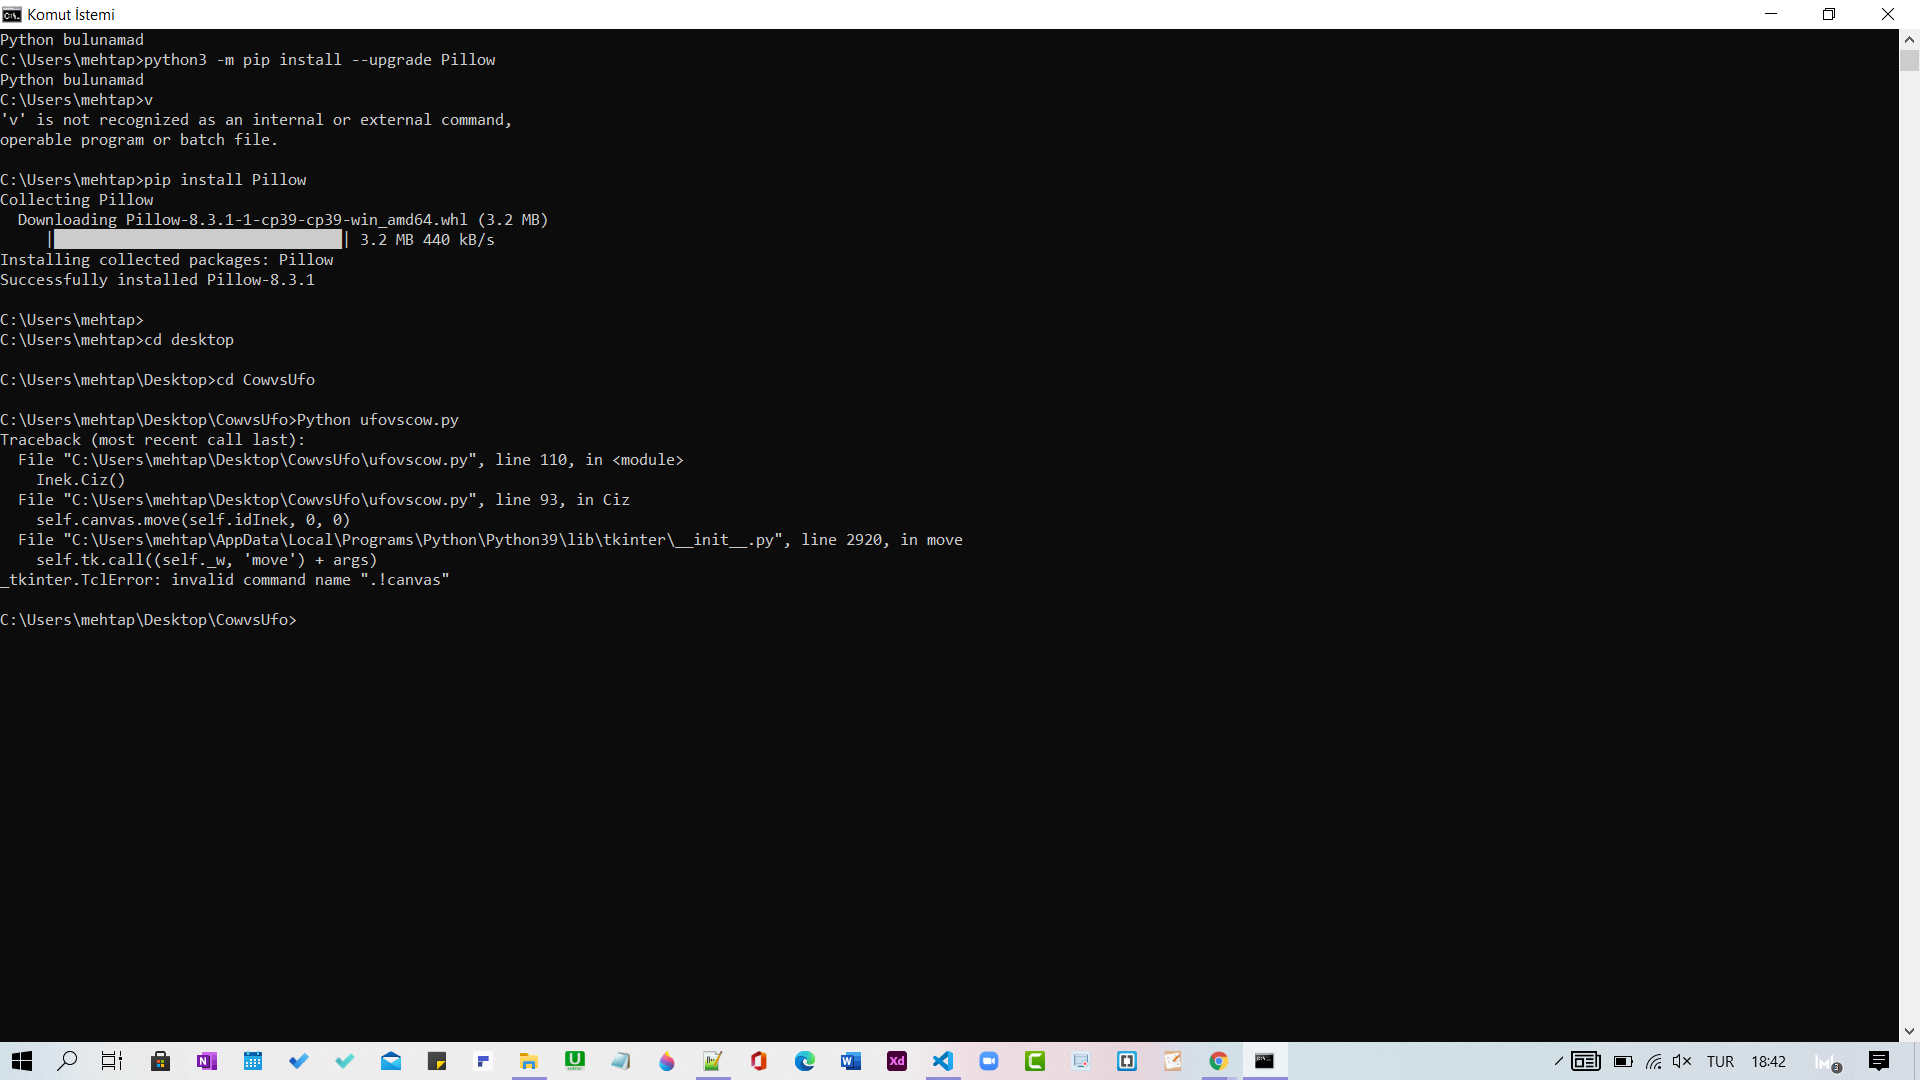 Komut İstemi
Python bulunamad
C:\Users\mehtap>python3 -m pip install --upgrade Pillow
Python bulunamad
C:\Users\mehtap>v
'v' is not recognized as an internal or external command,
operable program or batch file.
C:\Users\mehtap>pip install Pillow
Collecting Pillow
  Downloading Pillow-8.3.1-1-cp39-cp39-win_amd64.whl (3.2 MB)
     |████████████████████████████████| 3.2 MB 440 kB/s
Installing collected packages: Pillow
Successfully installed Pillow-8.3.1
C:\Users\mehtap>
C:\Users\mehtap>cd desktop
C:\Users\mehtap\Desktop>cd CowvsUfo
C:\Users\mehtap\Desktop\CowvsUfo>Python ufovscow.py
Traceback (most recent call last):
  File "C:\Users\mehtap\Desktop\CowvsUfo\ufovscow.py", line 110, in <module>
    Inek.Ciz()
  File "C:\Users\mehtap\Desktop\CowvsUfo\ufovscow.py", line 93, in Ciz
    self.canvas.move(self.idInek, 0, 0)
  File "C:\Users\mehtap\AppData\Local\Programs\Python\Python39\lib\tkinter\__init__.py", line 2920, in move
    self.tk.call((self._w, 'move') + args)
_tkinter.TclError: invalid command name ".!canvas"
C:\Users\mehtap\Desktop\CowvsUfo>
TUR 18:42